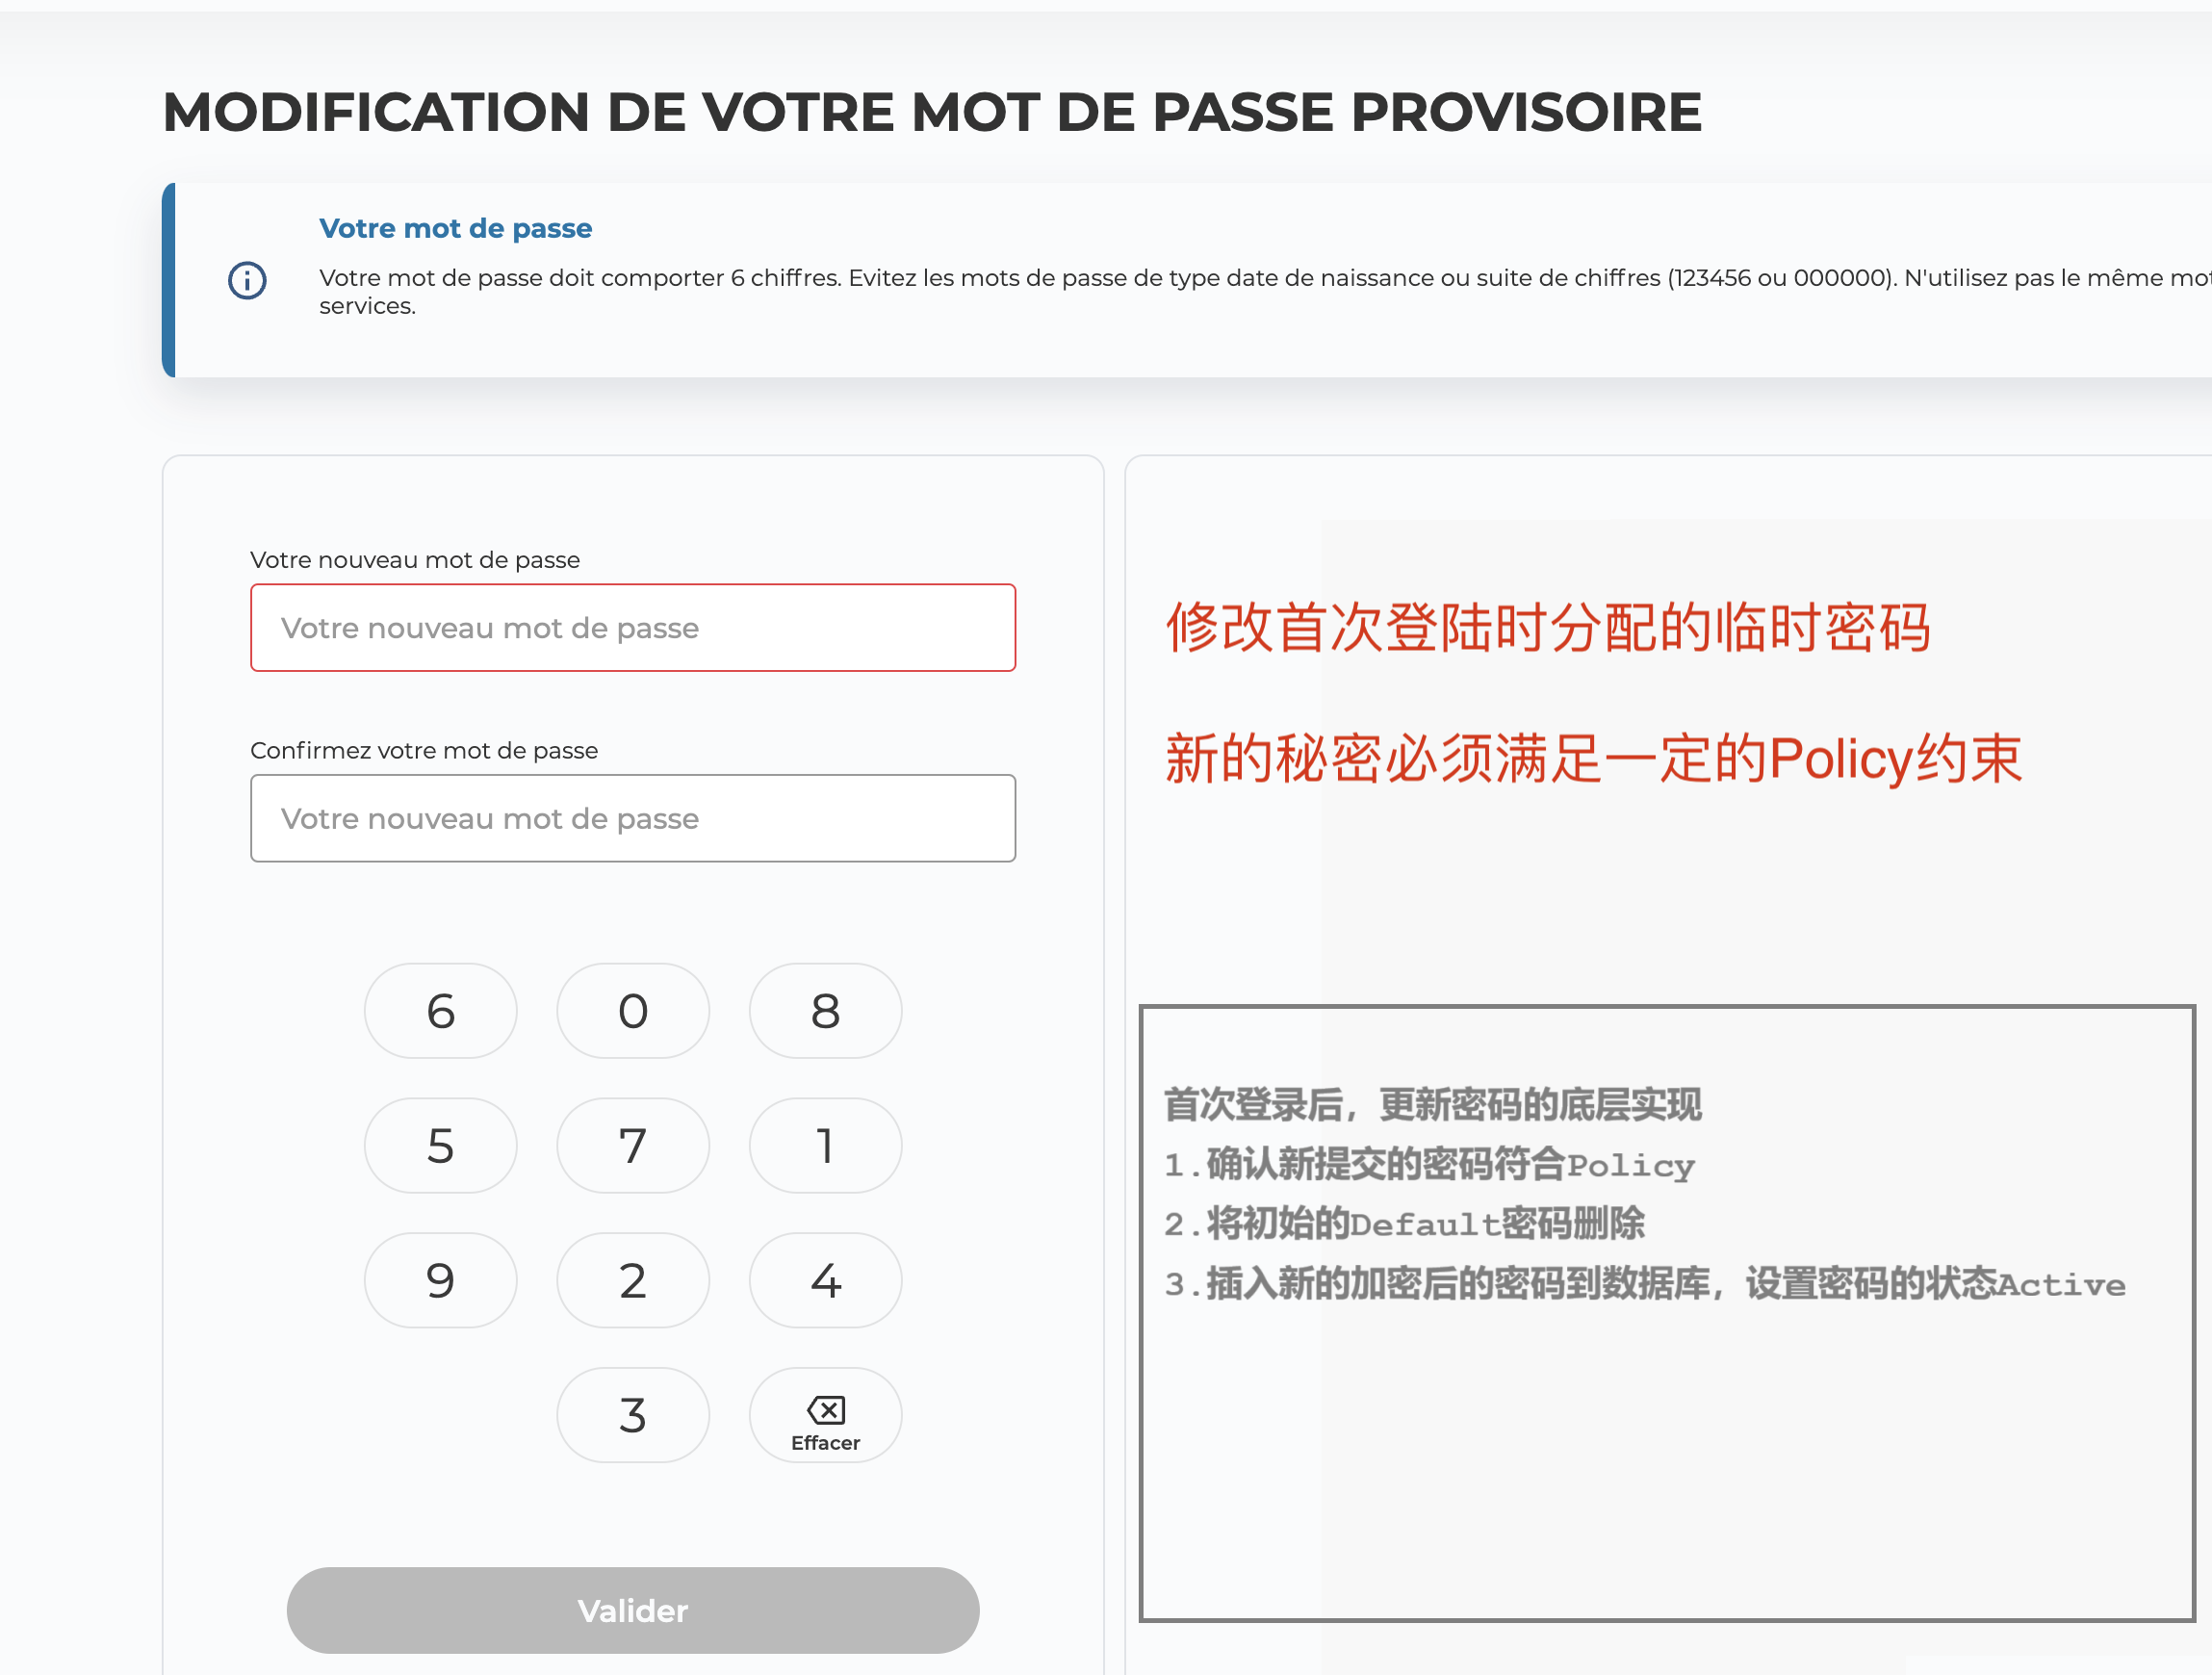 MODIFICATION DE VOTRE MOT DE PASSE PROVISOIRE
Votre mot de passe
Votre mot de passe doit comporter 6 chiffres. Evitez les mots de passe de type date de naissance ou suite de chiffres (123456 ou 000000). N'utilisez pas le même mot
services.
Votre nouveau mot de passe
Votre nouveau mot de passe
Confirmez votre mot de passe
Votre nouveau mot de passe
6 0 8
5 7 1
9 2 4
3
Effacer
Valider
修改首次登陆时分配的临时密码
新的秘密必须满足一定的Policy约束
首次登录后，更新密码的底层实现
1.确认新提交的密码符合Policy
2.将初始的Default密码删除
3.插入新的加密后的密码到数据库，设置密码的状态Active